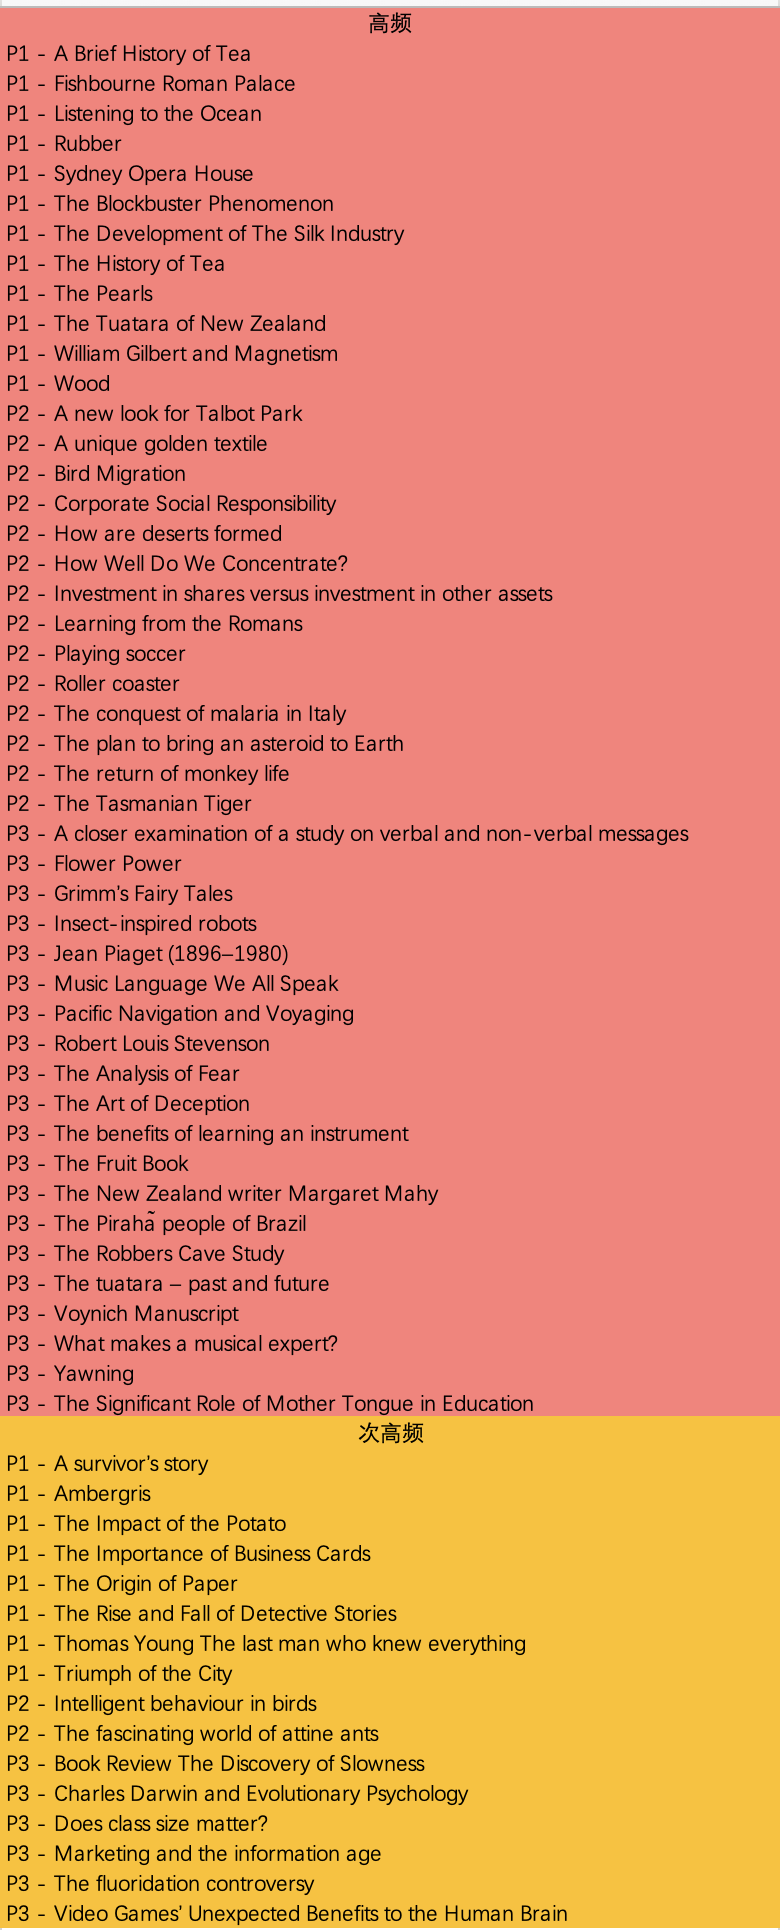 高频
P1 - A Brief History of Tea
P1 - Fishbourne Roman Palace
P1 - Listening to the Ocean
P1 - Rubber
P1 - Sydney Opera House
P1 - The Blockbuster Phenomenon
P1 - The Development of The Silk Industry
P1 - The History of Tea
P1 - The Pearls
P1 - The Tuatara of New Zealand
P1 - William Gilbert and Magnetism
P1 - Wood
P2 - A new look for Talbot Park
P2 - A unique golden textile
P2 - Bird Migration
P2 - Corporate Social Responsibility
P2 - How are deserts formed
P2 - How Well Do We Concentrate?
P2 - Investment in shares versus investment in other assets
P2 - Learning from the Romans
P2 - Playing soccer
P2 - Roller coaster
P2 - The conquest of malaria in Italy
P2 - The plan to bring an asteroid to Earth
P2 - The return of monkey life
P2 - The Tasmanian Tiger
P3 - A closer examination of a study on verbal and non-verbal messages
P3 - Flower Power
P3 - Grimm's Fairy Tales
P3 - Insect-inspired robots
P3 - Jean Piaget (1896–1980)
P3 - Music Language We All Speak
P3 - Pacific Navigation and Voyaging
P3 - Robert Louis Stevenson
P3 - The Analysis of Fear
P3 - The Art of Deception
P3 - The benefits of learning an instrument
P3 - The Fruit Book
P3 - The New Zealand writer Margaret Mahy
P3 - The Pirahã people of Brazil
P3 - The Robbers Cave Study
P3 - The tuatara – past and future
P3 - Voynich Manuscript
P3 - What makes a musical expert?
P3 - Yawning
P3 - The Significant Role of Mother Tongue in Education
次高频
P1 - A survivor's story
P1 - Ambergris
P1 - The Impact of the Potato
P1 - The Importance of Business Cards
P1 - The Origin of Paper
P1 - The Rise and Fall of Detective Stories
P1 - Thomas Young The last man who knew everything
P1 - Triumph of the City
P2 - Intelligent behaviour in birds
P2 - The fascinating world of attine ants
P3 - Book Review The Discovery of Slowness
P3 - Charles Darwin and Evolutionary Psychology
P3 - Does class size matter?
P3 - Marketing and the information age
P3 - The fluoridation controversy
P3 - Video Games' Unexpected Benefits to the Human Brain